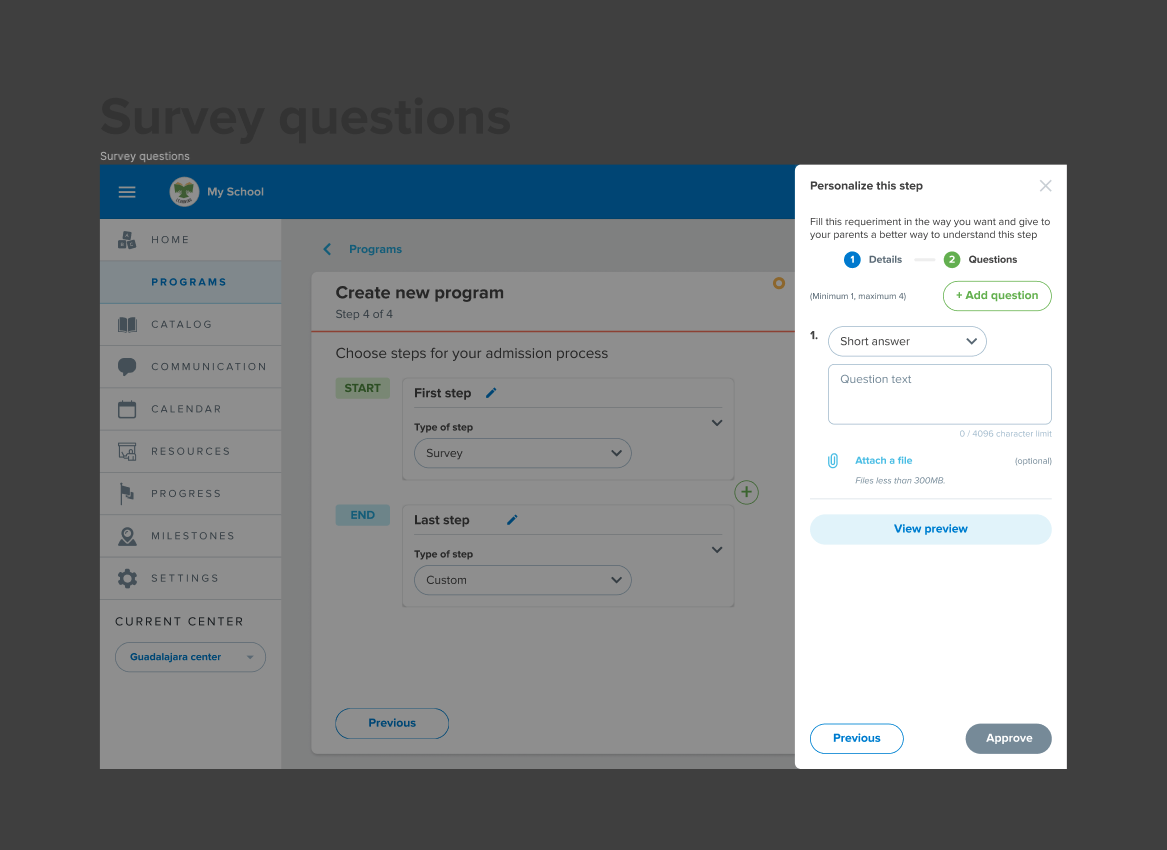 Survey questions
Survey questions
My School
HOME
PROGRAMS
CATALOG
COMMUNICATION
CALENDAR
RESOURCES
PROGRESS
MILESTONES
SETTINGS
CURRENT CENTER
Guadalajara center
Programs
Create new program
Step 4 of 4
Choose steps for your admission process
START
First step
Type of step
Survey
END
Last step
Type of step
Custom
Previous
Personalize this step
Fill this requeriment in the way you want and give to
your parents a better way to understand this step
1 Details 2 Questions
(Minimum 1, maximum 4)
+ Add question
1.
Short answer
Question text
0 / 4096 character limit
Attach a file
(optional)
Files less than 300MB.
View preview
Previous
Approve